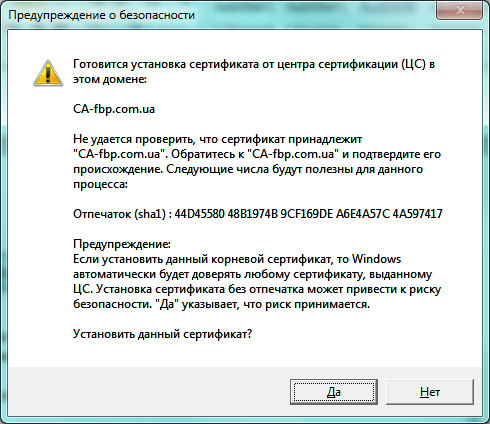 Предупреждение о безопасности
Готовится установка сертификата от центра сертификации (ЦС) в
этом домене:
CA-fbp.com.ua
Не удается проверить, что сертификат принадлежит
"CA-fbp.com.ua". Обратитесь к "CA-fbp.com.ua" и подтвердите его
происхождение. Следующие числа будут полезны для данного
процесса:
Отпечаток (sha1) : 44D45580 48B1974B 9CF169DE A6E4A57C 4A597417
Предупреждение:
Если установить данный корневой сертификат, то Windows
автоматически будет доверять любому сертификату, выданному
ЦС. Установка сертификата без отпечатка может привести к риску
безопасности. "Да" указывает, что риск принимается.
Установить данный сертификат?
Да
Нет